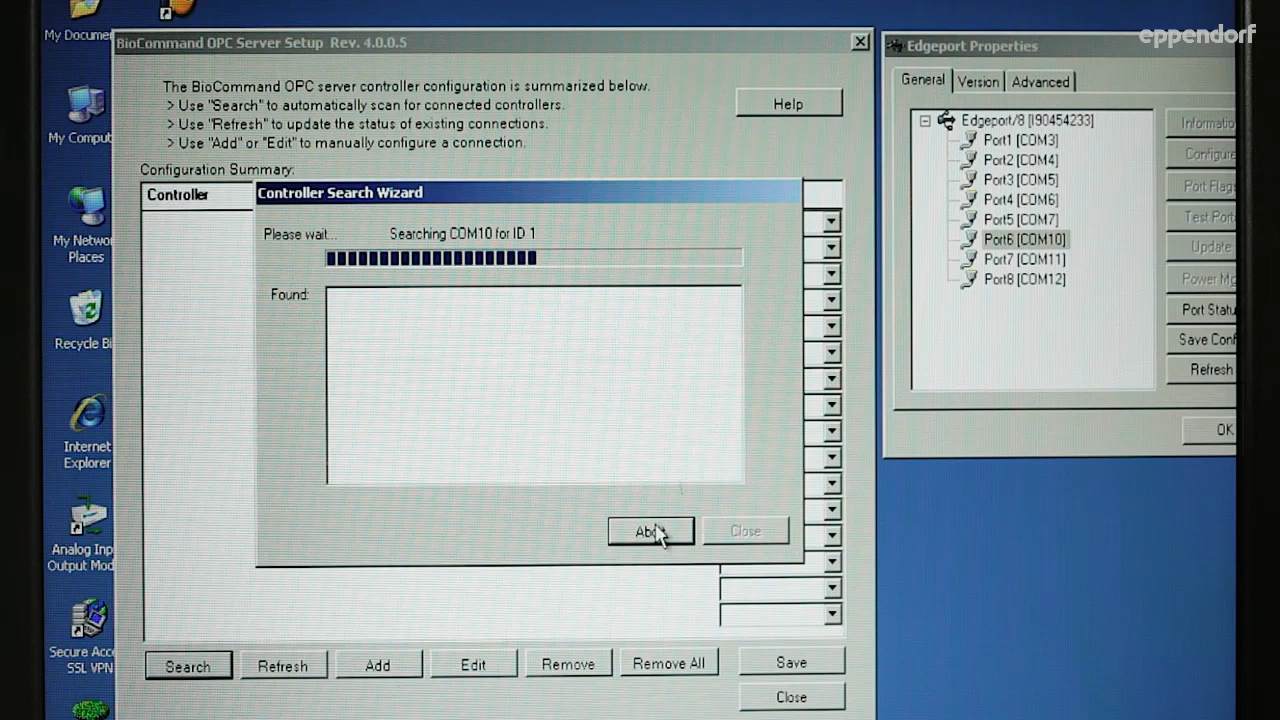 eppendorf
My Docume
My Comput
My Netwo
Places
Recycle Bi
Internet
Explorer
Analog Inp
Output Mod
Secure Acc
SSL VPN
BioCommand OPC Server Setup Rev. 4.0.0.5
The BioCommand OPC server controller configuration is summarized below.
> Use "Search" to automatically scan for connected controllers.
> Use "Refresh" to update the status of existing connections.
> Use "Add" or "Edit" to manually configure a connection.
Help
Configuration Summary:
Controller
Controller Search Wizard
Please wait... Searching COM10 for ID 1
Found:
Close
Search Refresh Add Edit Remove Remove All Save
Close
Edgeport Properties
General Version Advanced
Edgeport/8 [I90454233]
Port1 [COM3]
Port2 [COM4]
Port3 [COM5]
Port4 [COM6]
Port5 [COM7]
Port6 [COM10]
Port7 [COM11]
Port8 [COM12]
Informatio
Configure
Port Flags
Test Port
Update
Power Mg
Port Statu
Save Conf
Refresh
OK